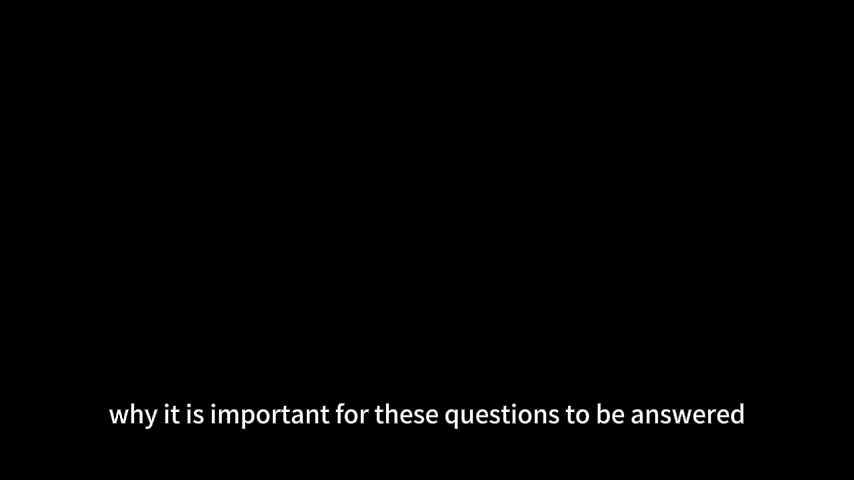 why it is important for these questions to be answered